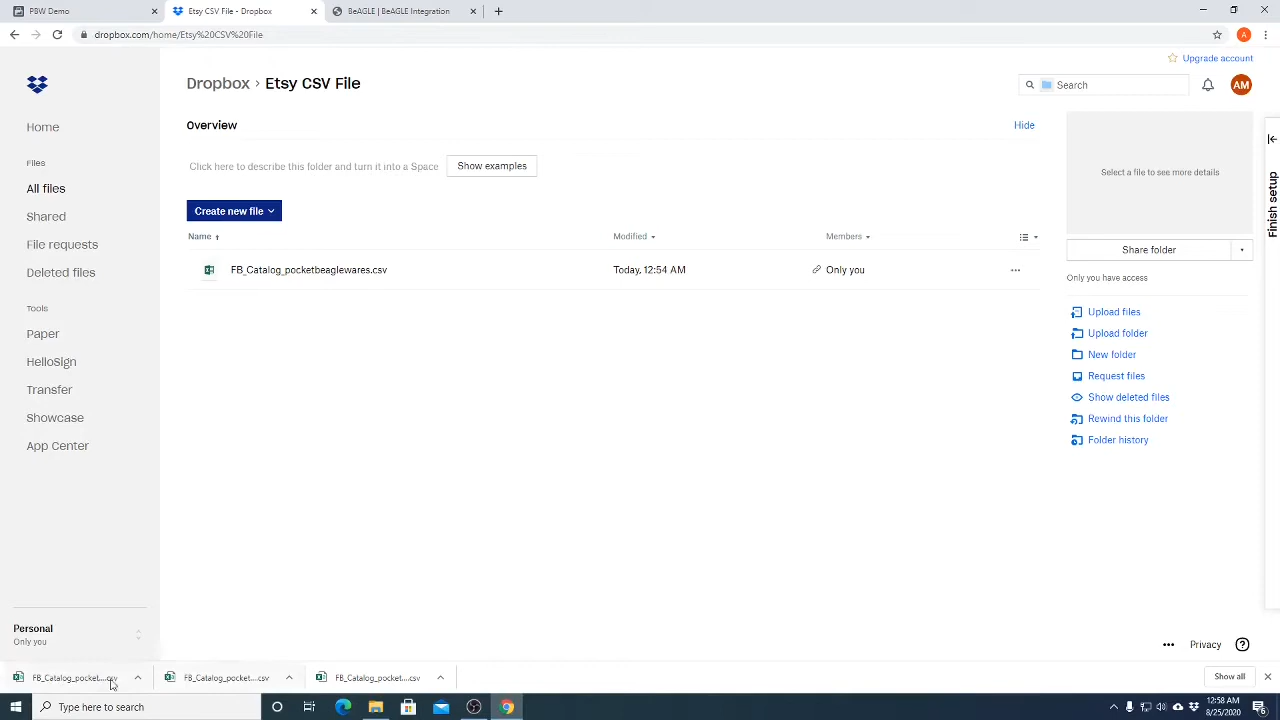 PBW Demo
Etsy CSV File - Dropbox
BeAGLE | BeAGLE Integration
dropbox.com/home/Etsy%20CSV%20File
A
Upgrade account
Dropbox › Etsy CSV File
Search
AM
Home
Overview
Hide
Files
Click here to describe this folder and turn it into a Space
Show examples
Select a file to see more details
All files
Shared
Create new file
File requests
Name
Modified
Members
Share folder
Deleted files
FB_Catalog_pocketbeaglewares.csv
Today, 12:54 AM
Only you
Only you have access
Tools
Upload files
Paper
Upload folder
HelloSign
New folder
Transfer
Request files
Showcase
Show deleted files
App Center
Rewind this folder
Folder history
Finish setup
Personal
Only you
Privacy
FB_Catalog_pocket....csv
FB_Catalog_pocket....csv
FB_Catalog_pocket....csv
Show all
Type here to search
12:58 AM
8/25/2020